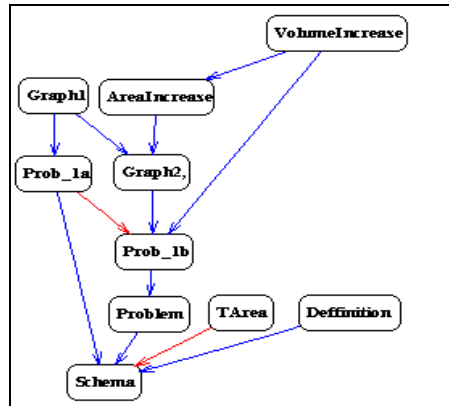 VolumeIncrease
Graph1
AreaIncrease
Prob_1a
Graph2,
Prob_1b
Problem
TArea
Deffinition
Schema